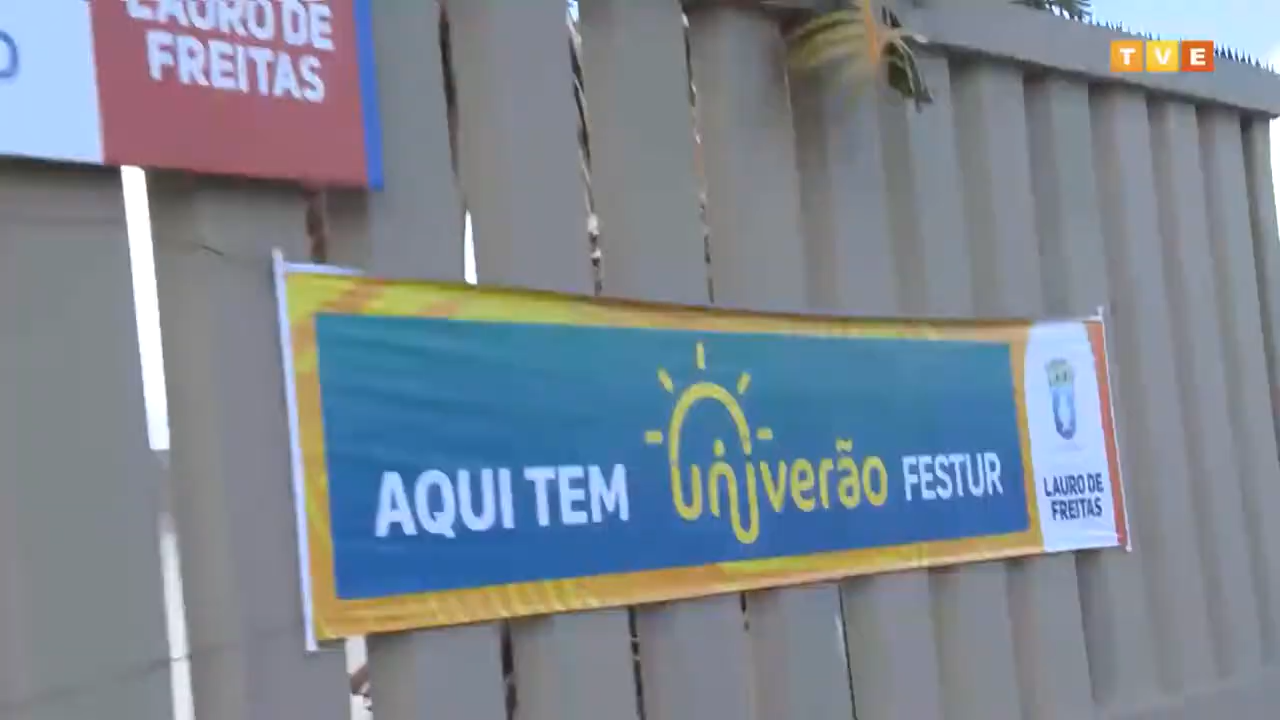 LAURO DE
FREITAS
TVE
AQUI TEM univerão FESTUR
LAURO DE
FREITAS